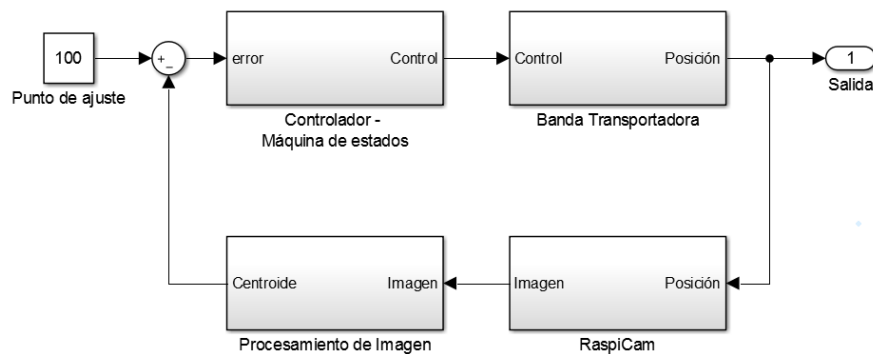 100
Punto de ajuste
+
−
error
Control
Controlador -
Máquina de estados
Control
Posición
Banda Transportadora
1
Salida
Centroide
Imagen
Procesamiento de Imagen
Imagen
Posición
RaspiCam